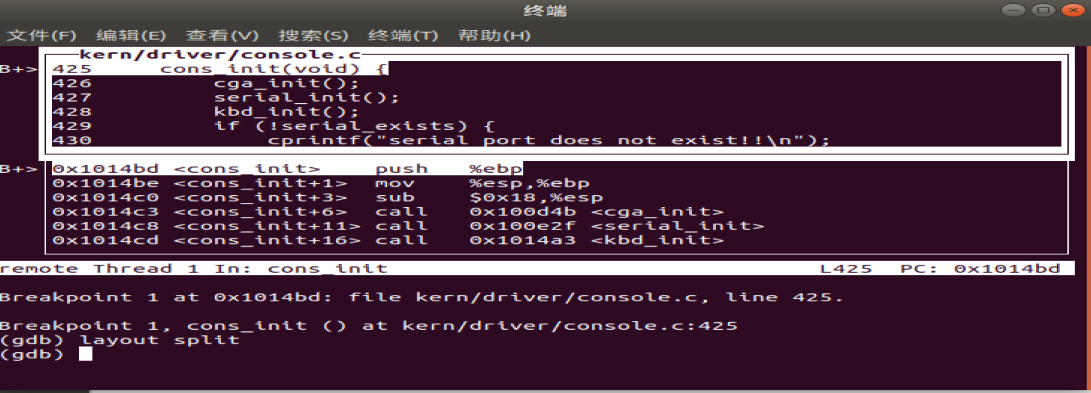 终端
文件(F) 编辑(E) 查看(V) 搜索(S) 终端(T) 帮助(H)
kern/driver/console.c
B+> 425 cons_init(void) {
426 cga_init();
427 serial_init();
428 kbd_init();
429 if (!serial_exists) {
430 cprintf("serial port does not exist!!\n");
B+> 0x1014bd <cons_init> push %ebp
0x1014be <cons_init+1> mov %esp,%ebp
0x1014c0 <cons_init+3> sub $0x18,%esp
0x1014c3 <cons_init+6> call 0x100d4b <cga_init>
0x1014c8 <cons_init+11> call 0x100e2f <serial_init>
0x1014cd <cons_init+16> call 0x1014a3 <kbd_init>
remote Thread 1 In: cons_init L425 PC: 0x1014bd
Breakpoint 1 at 0x1014bd: file kern/driver/console.c, line 425.
Breakpoint 1, cons_init () at kern/driver/console.c:425
(gdb) layout split
(gdb)